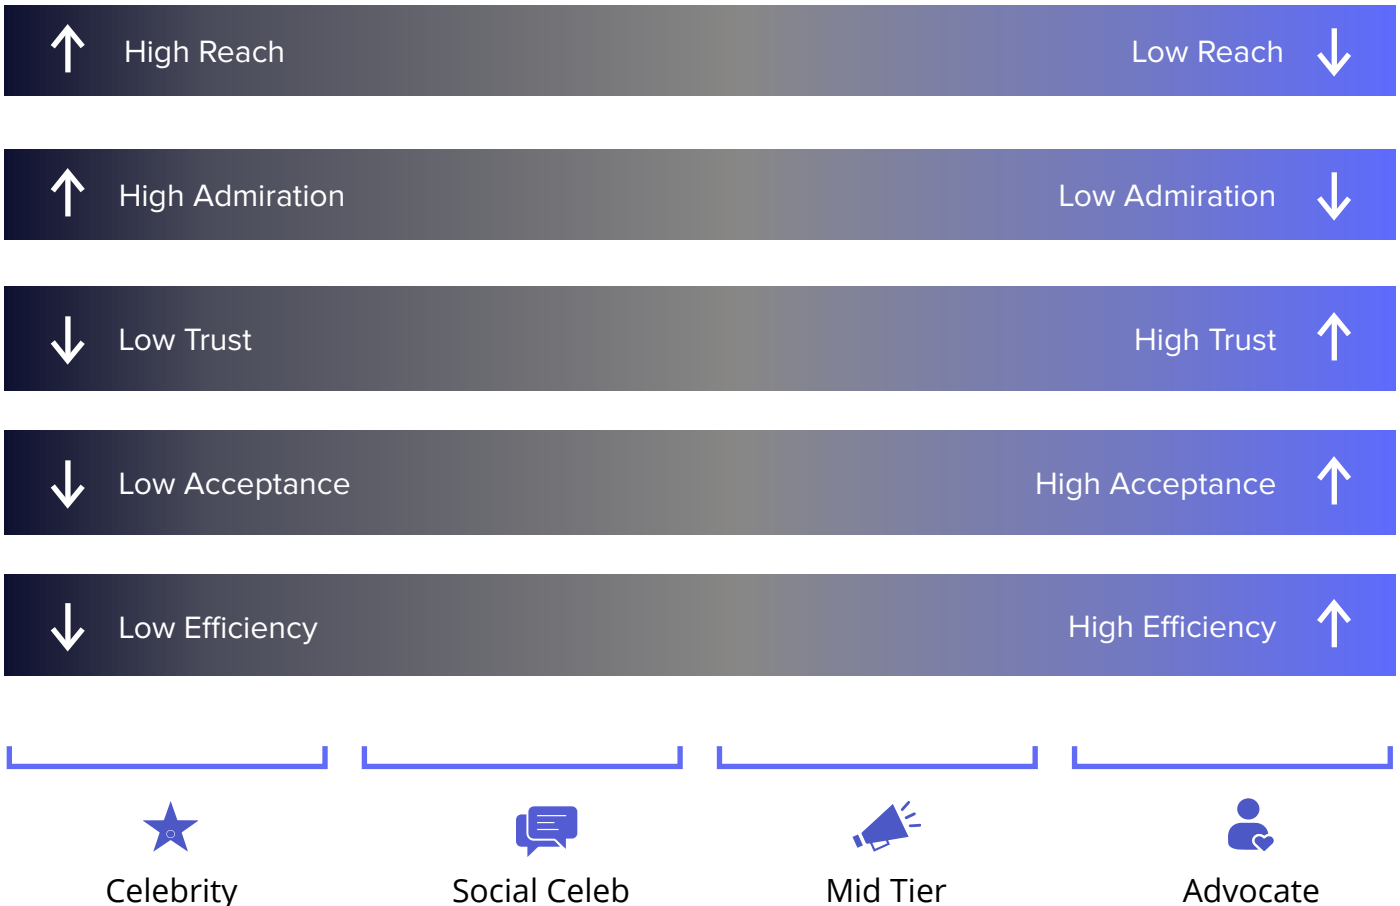 High Reach Low Reach
High Admiration Low Admiration
Low Trust High Trust
Low Acceptance High Acceptance
Low Efficiency High Efficiency
Celebrity Social Celeb Mid Tier Advocate